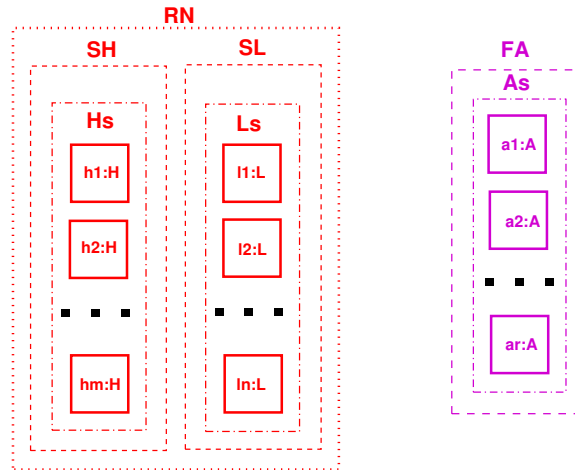 RN
SH
SL
FA
Hs
Ls
As
h1:H
l1:L
a1:A
h2:H
l2:L
a2:A
hm:H
ln:L
ar:A